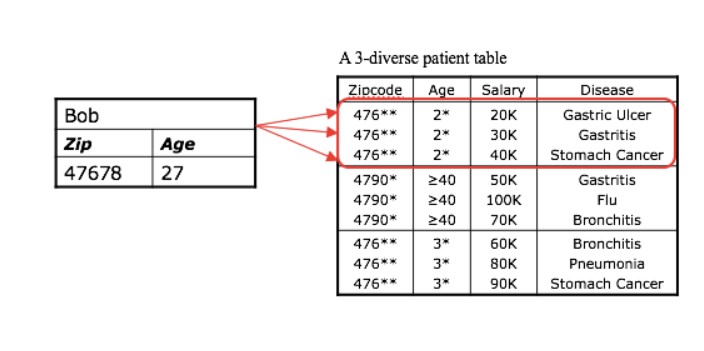 A 3-diverse patient table
Zipcode Age Salary Disease
476** 2* 20K Gastric Ulcer
476** 2* 30K Gastritis
476** 2* 40K Stomach Cancer
4790* ≥40 50K Gastritis
4790* ≥40 100K Flu
4790* ≥40 70K Bronchitis
476** 3* 60K Bronchitis
476** 3* 80K Pneumonia
476** 3* 90K Stomach Cancer
Bob
Zip Age
47678 27